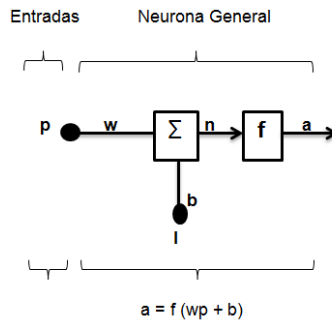 Entradas Neurona General
p w Σ n f a
b
I
a = f (wp + b)